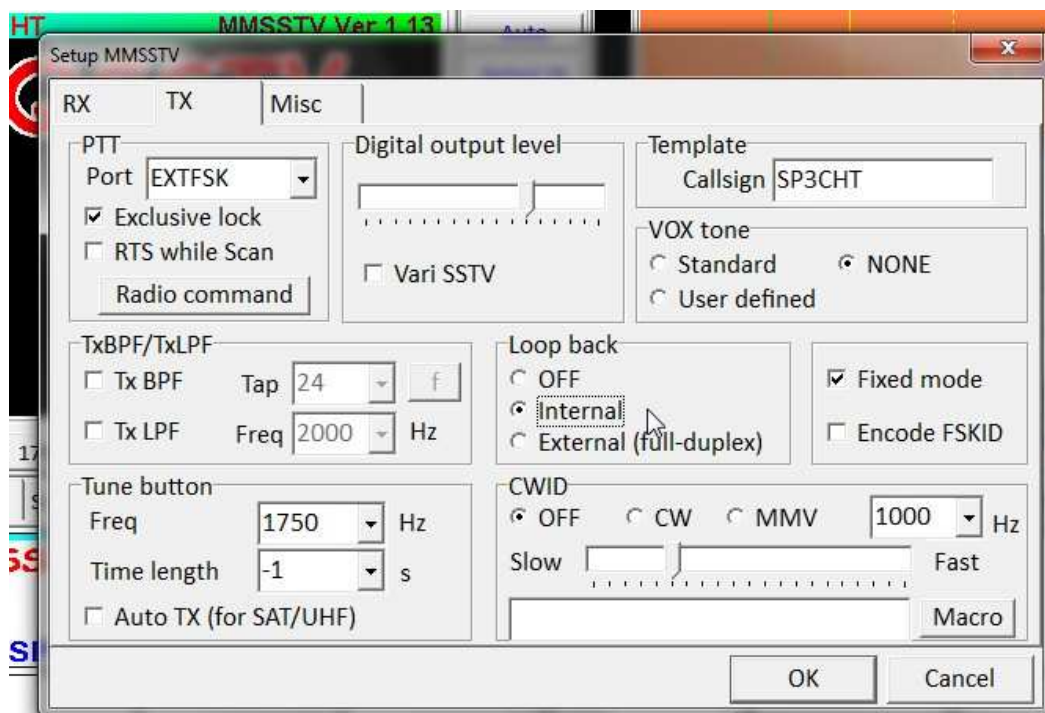 HT MMSSTV Ver 1.13 Auto
Setup MMSSTV
RX TX Misc
PTT
Port EXTFSK
Exclusive lock
RTS while Scan
Radio command
Digital output level
Vari SSTV
Template
Callsign SP3CHT
VOX tone
Standard NONE
User defined
TxBPF/TxLPF
Tx BPF Tap 24 f
Tx LPF Freq 2000 Hz
Loop back
OFF
Internal
External (full-duplex)
Fixed mode
Encode FSKID
Tune button
Freq 1750 Hz
Time length -1 s
Auto TX (for SAT/UHF)
CWID
OFF CW MMV 1000 Hz
Slow Fast
Macro
OK Cancel
17